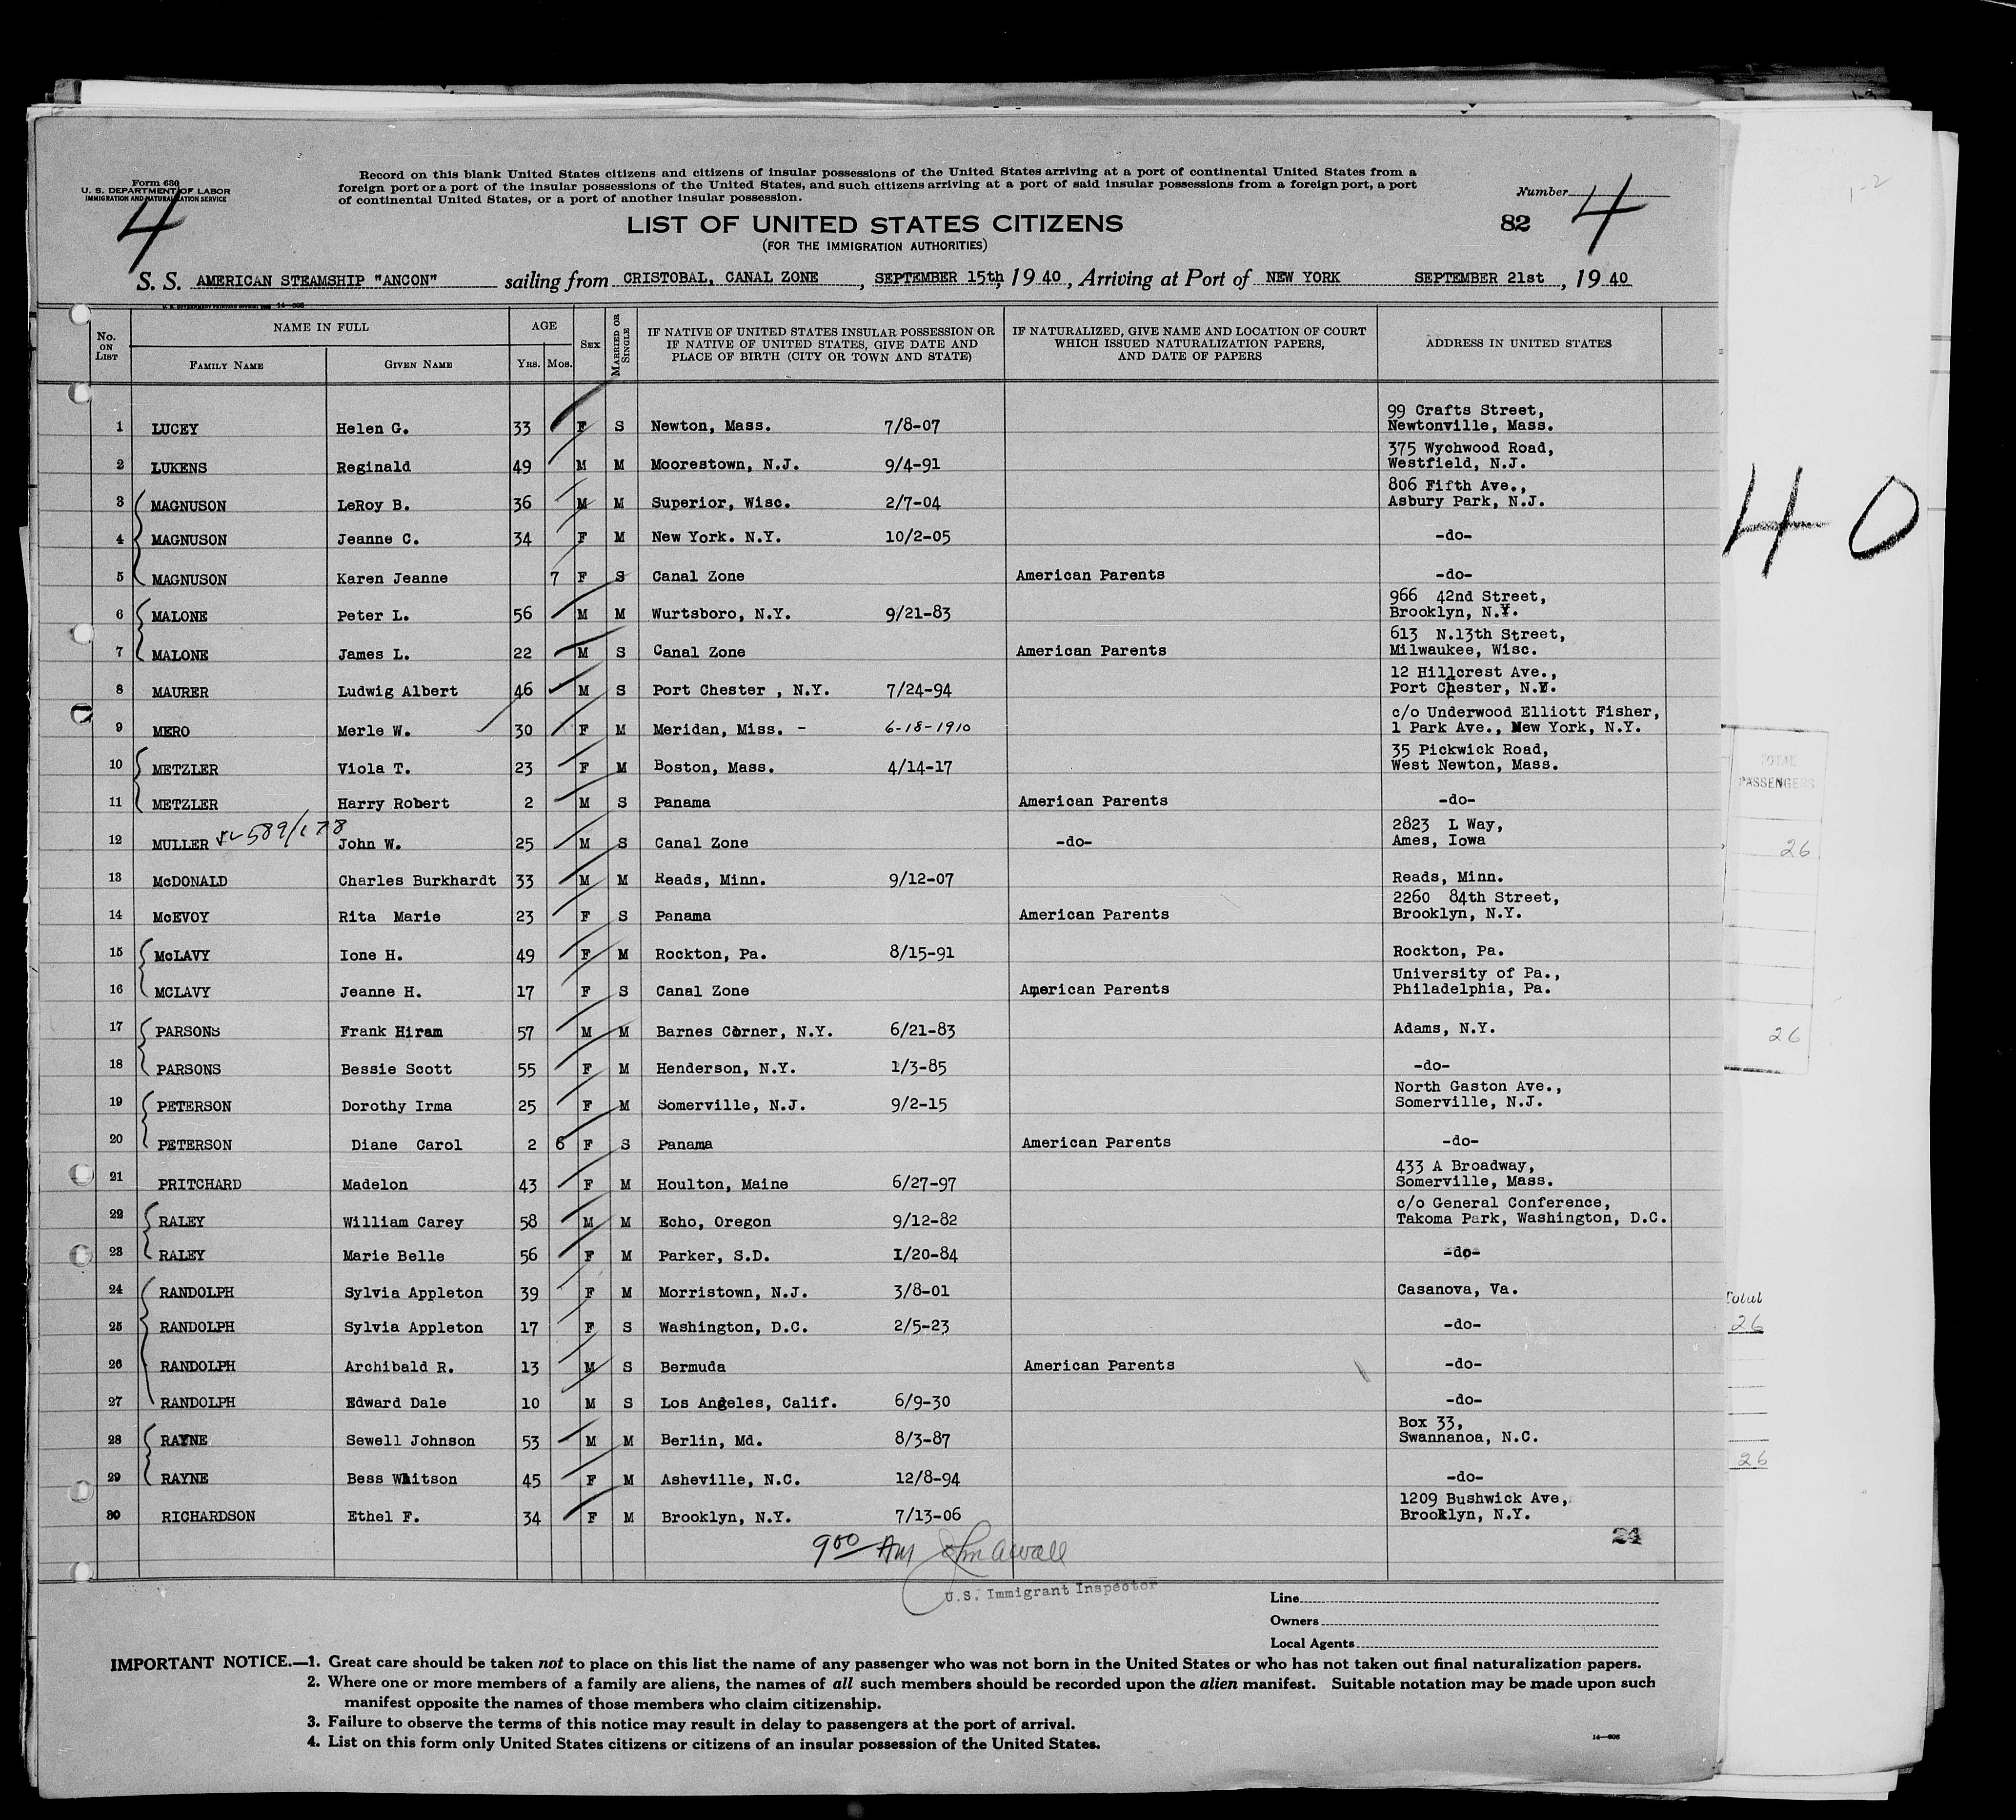 Form 630
U. S. DEPARTMENT OF LABOR
IMMIGRATION AND NATURALIZATION SERVICE
4
Record on this blank United States citizens and citizens of insular possessions of the United States arriving at a port of continental United States from a
foreign port or a port of the insular possessions of the United States, and such citizens arriving at a port of said insular possessions from a foreign port, a port
of continental United States, or a port of another insular possession.
Number 4
LIST OF UNITED STATES CITIZENS
82
(FOR THE IMMIGRATION AUTHORITIES)
S. S. AMERICAN STEAMSHIP "ANCON" sailing from CRISTOBAL, CANAL ZONE, SEPTEMBER 15th, 1940, Arriving at Port of NEW YORK SEPTEMBER 21st, 1940
No. ON LIST NAME IN FULL FAMILY NAME GIVEN NAME AGE YRS. MOS. SEX MARRIED OR SINGLE IF NATIVE OF UNITED STATES INSULAR POSSESSION OR IF NATIVE OF UNITED STATES, GIVE DATE AND PLACE OF BIRTH (CITY OR TOWN AND STATE) IF NATURALIZED, GIVE NAME AND LOCATION OF COURT WHICH ISSUED NATURALIZATION PAPERS, AND DATE OF PAPERS ADDRESS IN UNITED STATES
1 LUCEY Helen G. 33 F S Newton, Mass. 7/8-07 99 Crafts Street, Newtonville, Mass.
2 LUKENS Reginald 49 M M Moorestown, N.J. 9/4-91 375 Wychwood Road, Westfield, N.J.
3 MAGNUSON LeRoy B. 36 M M Superior, Wisc. 2/7-04 806 Fifth Ave., Asbury Park, N.J.
4 MAGNUSON Jeanne C. 34 F M New York. N.Y. 10/2-05 -do-
5 MAGNUSON Karen Jeanne 7 F S Canal Zone American Parents -do-
6 MALONE Peter L. 56 M M Wurtsboro, N.Y. 9/21-83 966 42nd Street, Brooklyn, N.Y.
7 MALONE James L. 22 M S Canal Zone American Parents 613 N.13th Street, Milwaukee, Wisc.
8 MAURER Ludwig Albert 46 M S Port Chester , N.Y. 7/24-94 12 Hillcrest Ave., Port Chester, N.Y.
9 MERO Merle W. 30 F M Meridan, Miss. - 6-18-1910 c/o Underwood Elliott Fisher, 1 Park Ave., New York, N.Y.
10 METZLER Viola T. 23 F M Boston, Mass. 4/14-17 35 Pickwick Road, West Newton, Mass.
11 METZLER Harry Robert 2 M S Panama American Parents -do-
12 MULLER John W. 25 M S Canal Zone -do- 2823 L Way, Ames, Iowa
13 McDONALD Charles Burkhardt 33 M M Reads, Minn. 9/12-07 Reads, Minn.
14 McEVOY Rita Marie 23 F S Panama American Parents 2260 84th Street, Brooklyn, N.Y.
15 McLAVY Ione H. 49 F M Rockton, Pa. 8/15-91 Rockton, Pa.
16 MCLAVY Jeanne H. 17 F S Canal Zone American Parents University of Pa., Philadelphia, Pa.
17 PARSONS Frank Hiram 57 M M Barnes Corner, N.Y. 6/21-83 Adams, N.Y.
18 PARSONS Bessie Scott 55 F M Henderson, N.Y. 1/3-85 -do-
19 PETERSON Dorothy Irma 25 F M Somerville, N.J. 9/2-15 North Gaston Ave., Somerville, N.J.
20 PETERSON Diane Carol 2 6 F S Panama American Parents -do-
21 PRITCHARD Madelon 43 F M Houlton, Maine 6/27-97 433 A Broadway, Somerville, Mass.
22 RALEY William Carey 58 M M Echo, Oregon 9/12-82 c/o General Conference, Takoma Park, Washington, D.C.
23 RALEY Marie Belle 56 F M Parker, S.D. 1/20-84 -do-
24 RANDOLPH Sylvia Appleton 39 F M Morristown, N.J. 3/8-01 Casanova, Va.
25 RANDOLPH Sylvia Appleton 17 F S Washington, D.C. 2/5-23 -do-
26 RANDOLPH Archibald R. 13 M S Bermuda American Parents -do-
27 RANDOLPH Edward Dale 10 M S Los Angeles, Calif. 6/9-30 -do-
28 RAYNE Sewell Johnson 53 M M Berlin, Md. 8/3-87 Box 33, Swannanoa, N.C.
29 RAYNE Bess Whitson 45 F M Asheville, N.C. 12/8-94 -do-
30 RICHARDSON Ethel F. 34 F M Brooklyn, N.Y. 7/13-06 1209 Bushwick Ave, Brooklyn, N.Y.
24
9 00 AM
U.S. Immigrant Inspector
Line
Owners
Local Agents
IMPORTANT NOTICE.—1. Great care should be taken not to place on this list the name of any passenger who was not born in the United States or who has not taken out final naturalization papers.
2. Where one or more members of a family are aliens, the names of all such members should be recorded upon the alien manifest. Suitable notation may be made upon such
manifest opposite the names of those members who claim citizenship.
3. Failure to observe the terms of this notice may result in delay to passengers at the port of arrival.
4. List on this form only United States citizens or citizens of an insular possession of the United States.
1-2
40
TOTAL
PASSENGERS
26
26
Total
26
26